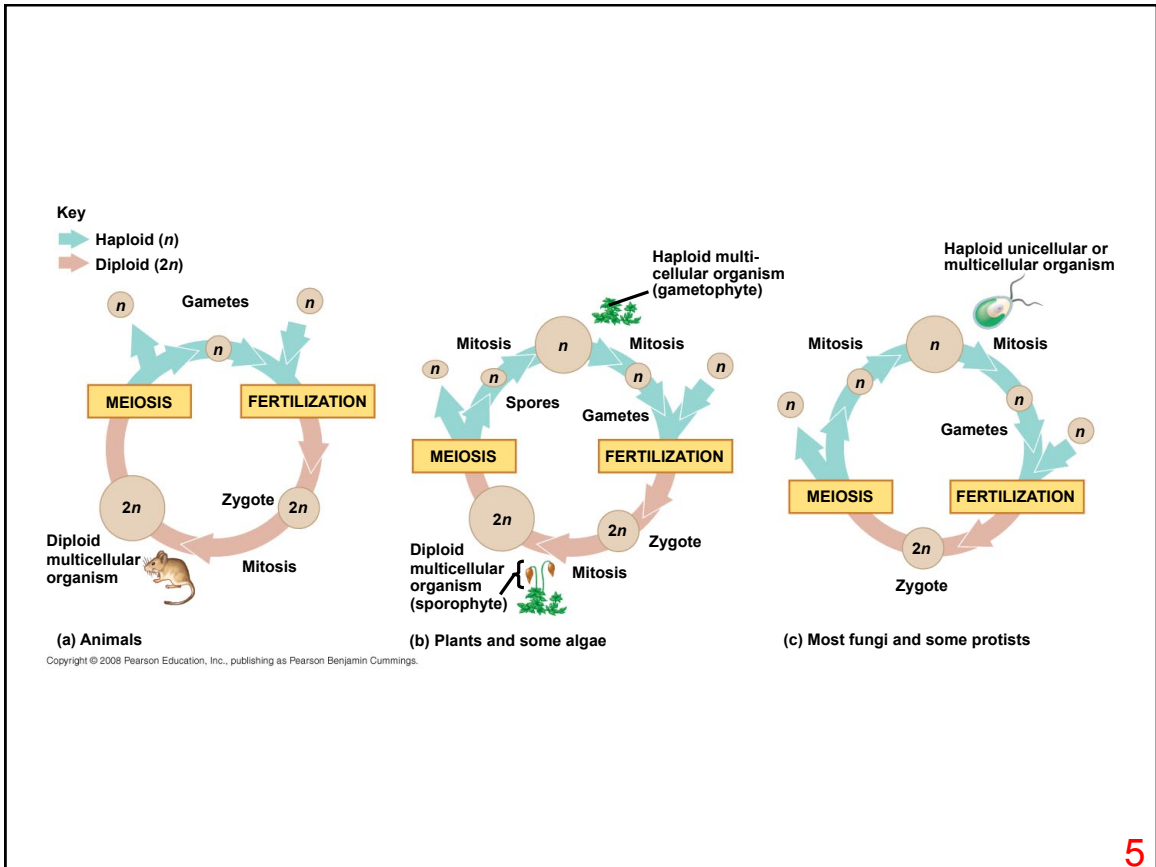 Key
Haploid (n)
Diploid (2n)
n
Gametes
n
n
MEIOSIS
FERTILIZATION
2n
Zygote
2n
Diploid
multicellular
organism
Mitosis
(a) Animals
Haploid multi-
cellular organism
(gametophyte)
Mitosis
n
Mitosis
n
n
n
n
Spores
Gametes
MEIOSIS
FERTILIZATION
2n
2n
Zygote
Diploid
multicellular
organism
(sporophyte)
Mitosis
(b) Plants and some algae
Haploid unicellular or
multicellular organism
Mitosis
n
Mitosis
n
n
n
n
Gametes
MEIOSIS
FERTILIZATION
2n
Zygote
(c) Most fungi and some protists
Copyright © 2008 Pearson Education, Inc., publishing as Pearson Benjamin Cummings.
5